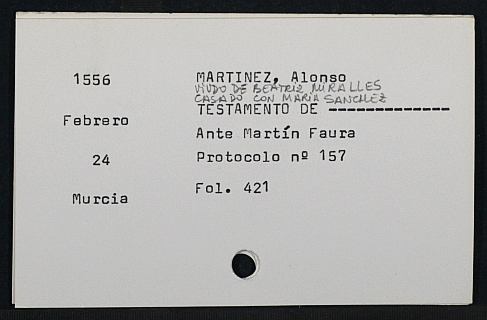 1556
MARTINEZ, Alonso
VIUDO DE BEATRIZ MIRALLES
CASADO CON MARIA SANCHEZ
TESTAMENTO DE -------------
Febrero
Ante Martín Faura
24
Protocolo nº 157
Murcia
Fol. 421